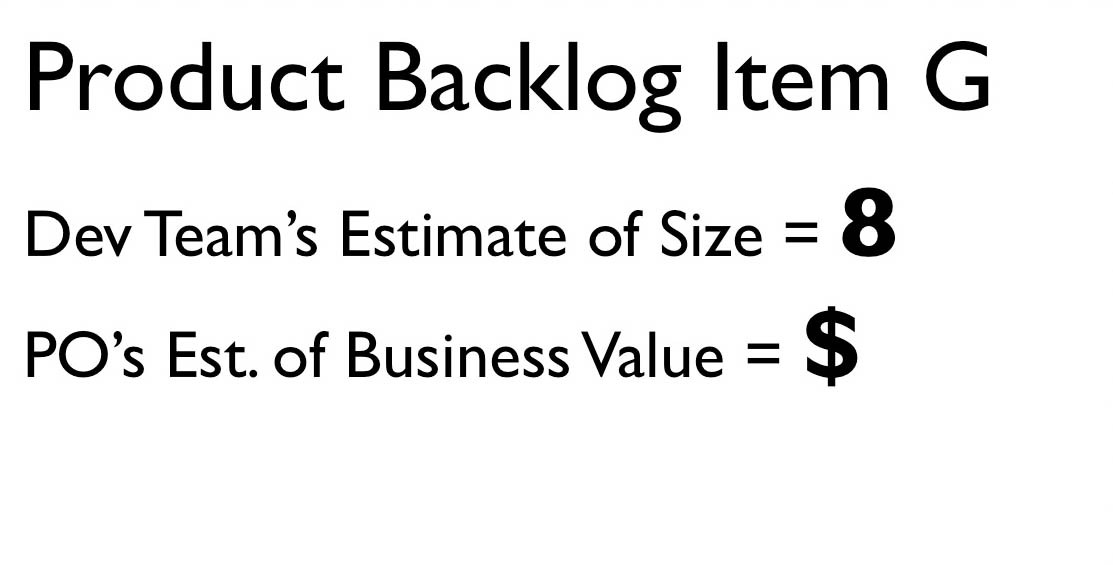 Product Backlog Item G
Dev Team’s Estimate of Size = 8
PO’s Est. of Business Value = $